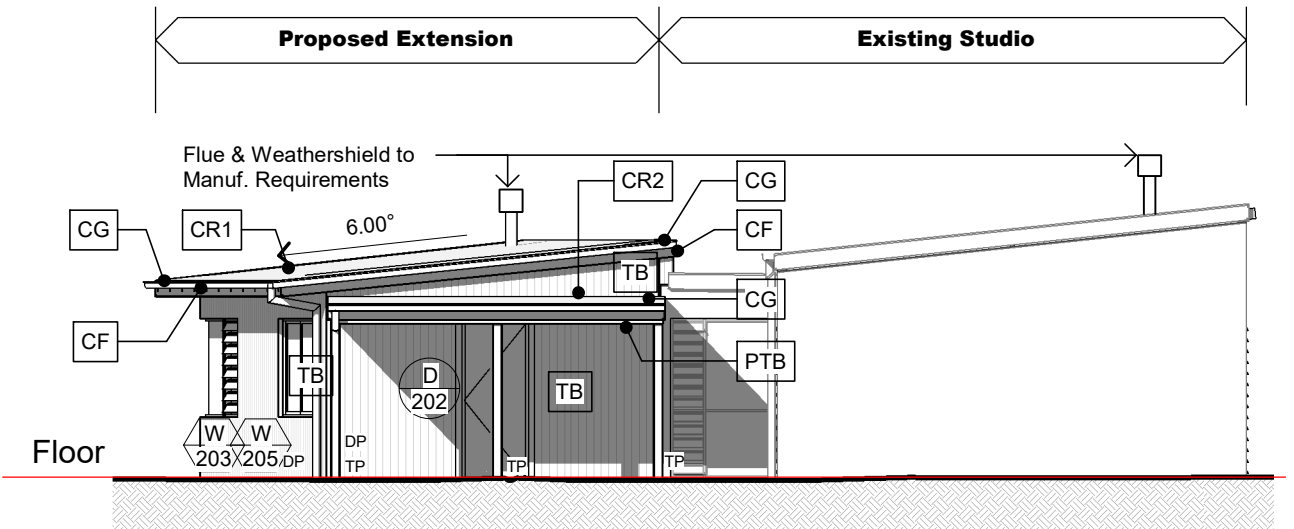 Proposed Extension
Existing Studio
Flue & Weathershield to
Manuf. Requirements
CR2
CG
CG
CR1
6.00°
CF
TB
CG
CF
PTB
TB
D
202
TB
Floor
W
203
W
205
DP
DP
TP
TP
TP